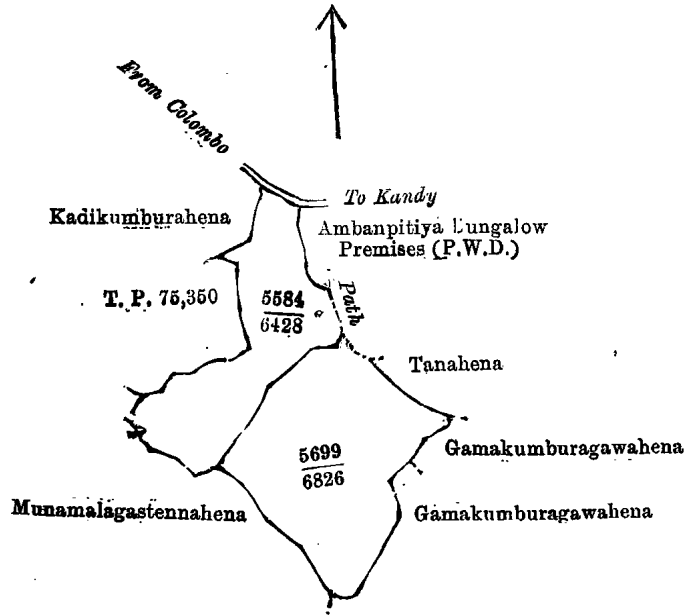 From Colombo
To Kandy
Kadikumburahena
Ambanpitiya Bungalow
Premises (P.W.D.)
T. P. 75,350
5584
6428
Path
Tanahena
5699
6826
Gamakumburagawahena
Munamalagastennahena
Gamakumburagawahena